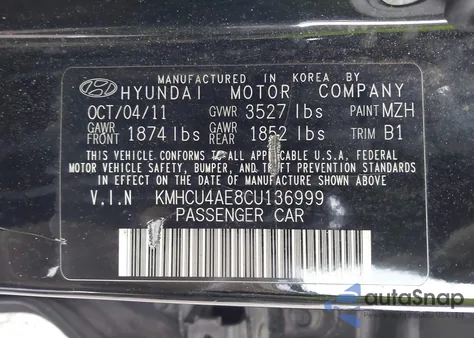 MANUFACTURED IN KOREA BY
HYUNDAI MOTOR COMPANY
OCT/04/11 GVWR 3527 lbs PAINT MZH
GAWR FRONT 1874 lbs GAWR REAR 1852 lbs TRIM B1
THIS VEHICLE CONFORMS TO ALL APPLICABLE U.S.A. FEDERAL
MOTOR VEHICLE SAFETY, BUMPER, AND THEFT PREVENTION STANDARDS
IN EFFECT ON THE DATE OF MANUFACTURE SHOWN ABOVE
V.I.N KMHCU4AE8CU136999
PASSENGER CAR
autoSnap